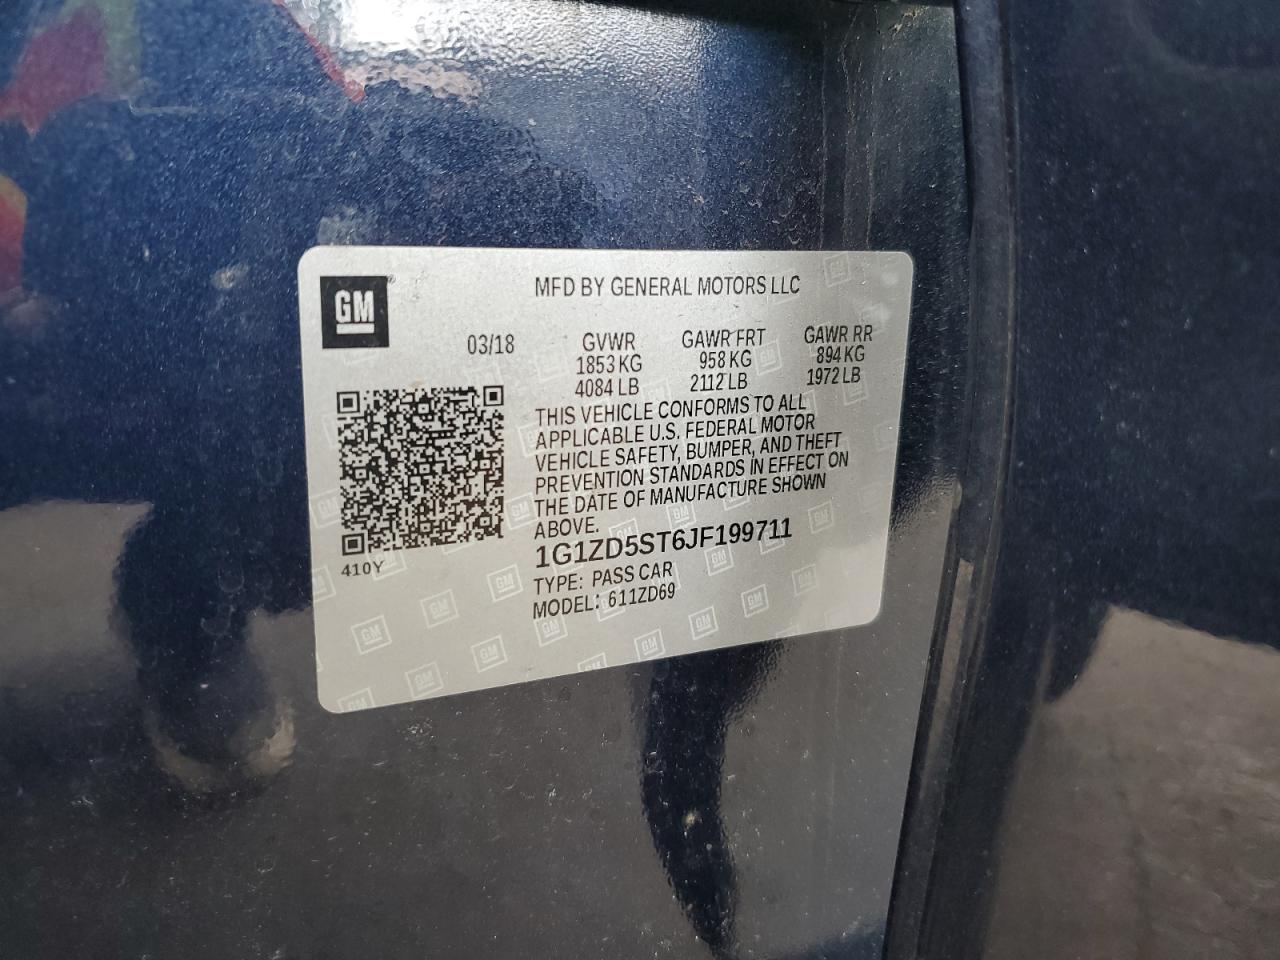 GM
MFD BY GENERAL MOTORS LLC
03/18
GVWR GAWR FRT GAWR RR
1853 KG 958 KG 894 KG
4084 LB 2112 LB 1972 LB
THIS VEHICLE CONFORMS TO ALL
APPLICABLE U.S. FEDERAL MOTOR
VEHICLE SAFETY, BUMPER, AND THEFT
PREVENTION STANDARDS IN EFFECT ON
THE DATE OF MANUFACTURE SHOWN
ABOVE.
1G1ZD5ST6JF199711
TYPE: PASS CAR
MODEL: 611ZD69
410Y